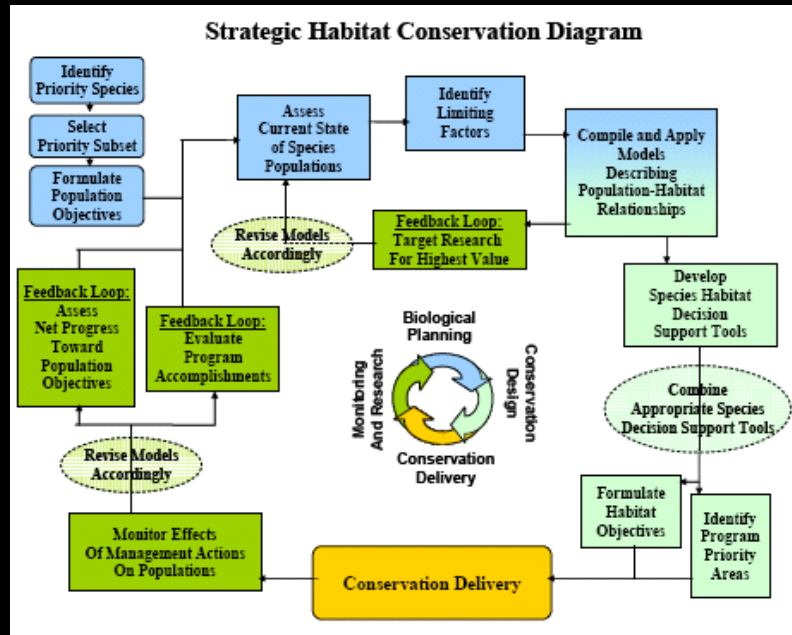 Strategic Habitat Conservation Diagram
Identify
Priority Species
Select
Priority Subset
Formulate
Population
Objectives
Assess
Current State
of Species
Populations
Identify
Limiting
Factors
Compile and Apply
Models
Describing
Population-Habitat
Relationships
Revise Models
Accordingly
Feedback Loop:
Target Research
For Highest Value
Feedback Loop:
Assess
Net Progress
Toward
Population
Objectives
Feedback Loop:
Evaluate
Program
Accomplishments
Biological
Planning
Conservation
Design
Conservation
Delivery
Monitoring
And Research
Develop
Species Habitat
Decision
Support Tools
Combine
Appropriate Species
Decision Support Tools
Revise Models
Accordingly
Formulate
Habitat
Objectives
Identify
Program
Priority
Areas
Monitor Effects
Of Management Actions
On Populations
Conservation Delivery